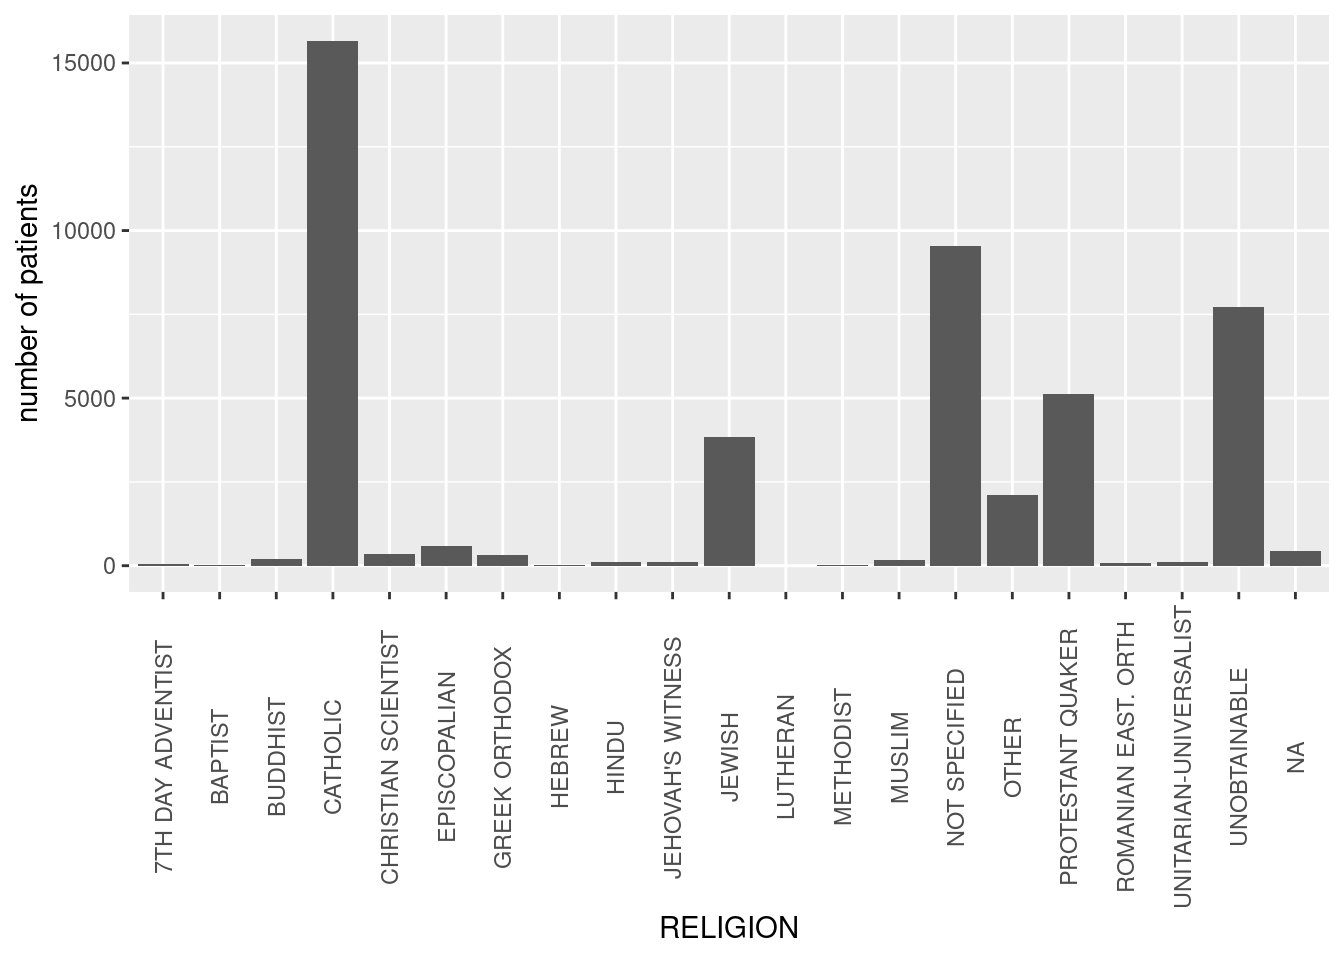 number of patients
15000
10000
5000
0
7TH DAY ADVENTIST
BAPTIST
BUDDHIST
CATHOLIC
CHRISTIAN SCIENTIST
EPISCOPALIAN
GREEK ORTHODOX
HEBREW
HINDU
JEHOVAH'S WITNESS
JEWISH
LUTHERAN
METHODIST
MUSLIM
NOT SPECIFIED
OTHER
PROTESTANT QUAKER
ROMANIAN EAST. ORTH
UNITARIAN-UNIVERSALIST
UNOBTAINABLE
NA
RELIGION